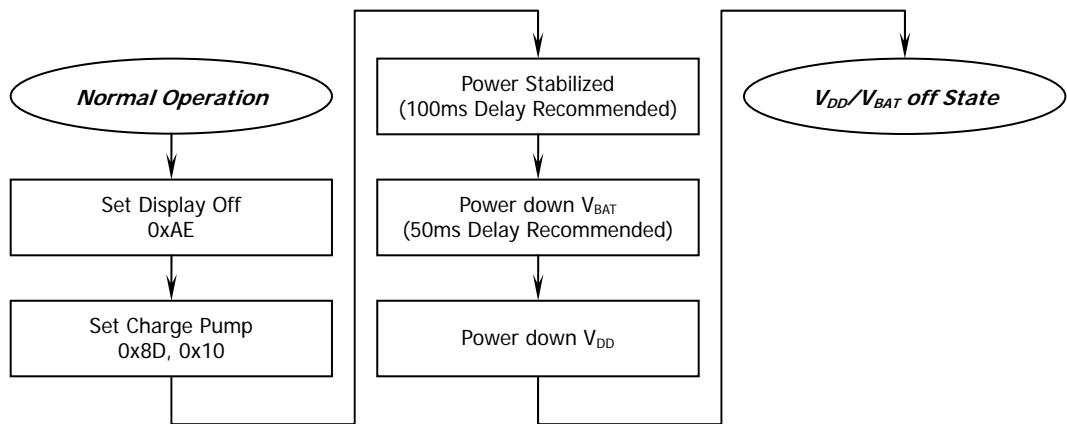 Normal Operation
Set Display Off
0xAE
Set Charge Pump
0x8D, 0x10
Power Stabilized
(100ms Delay Recommended)
Power down VBAT
(50ms Delay Recommended)
Power down VDD
VDD/VBAT off State